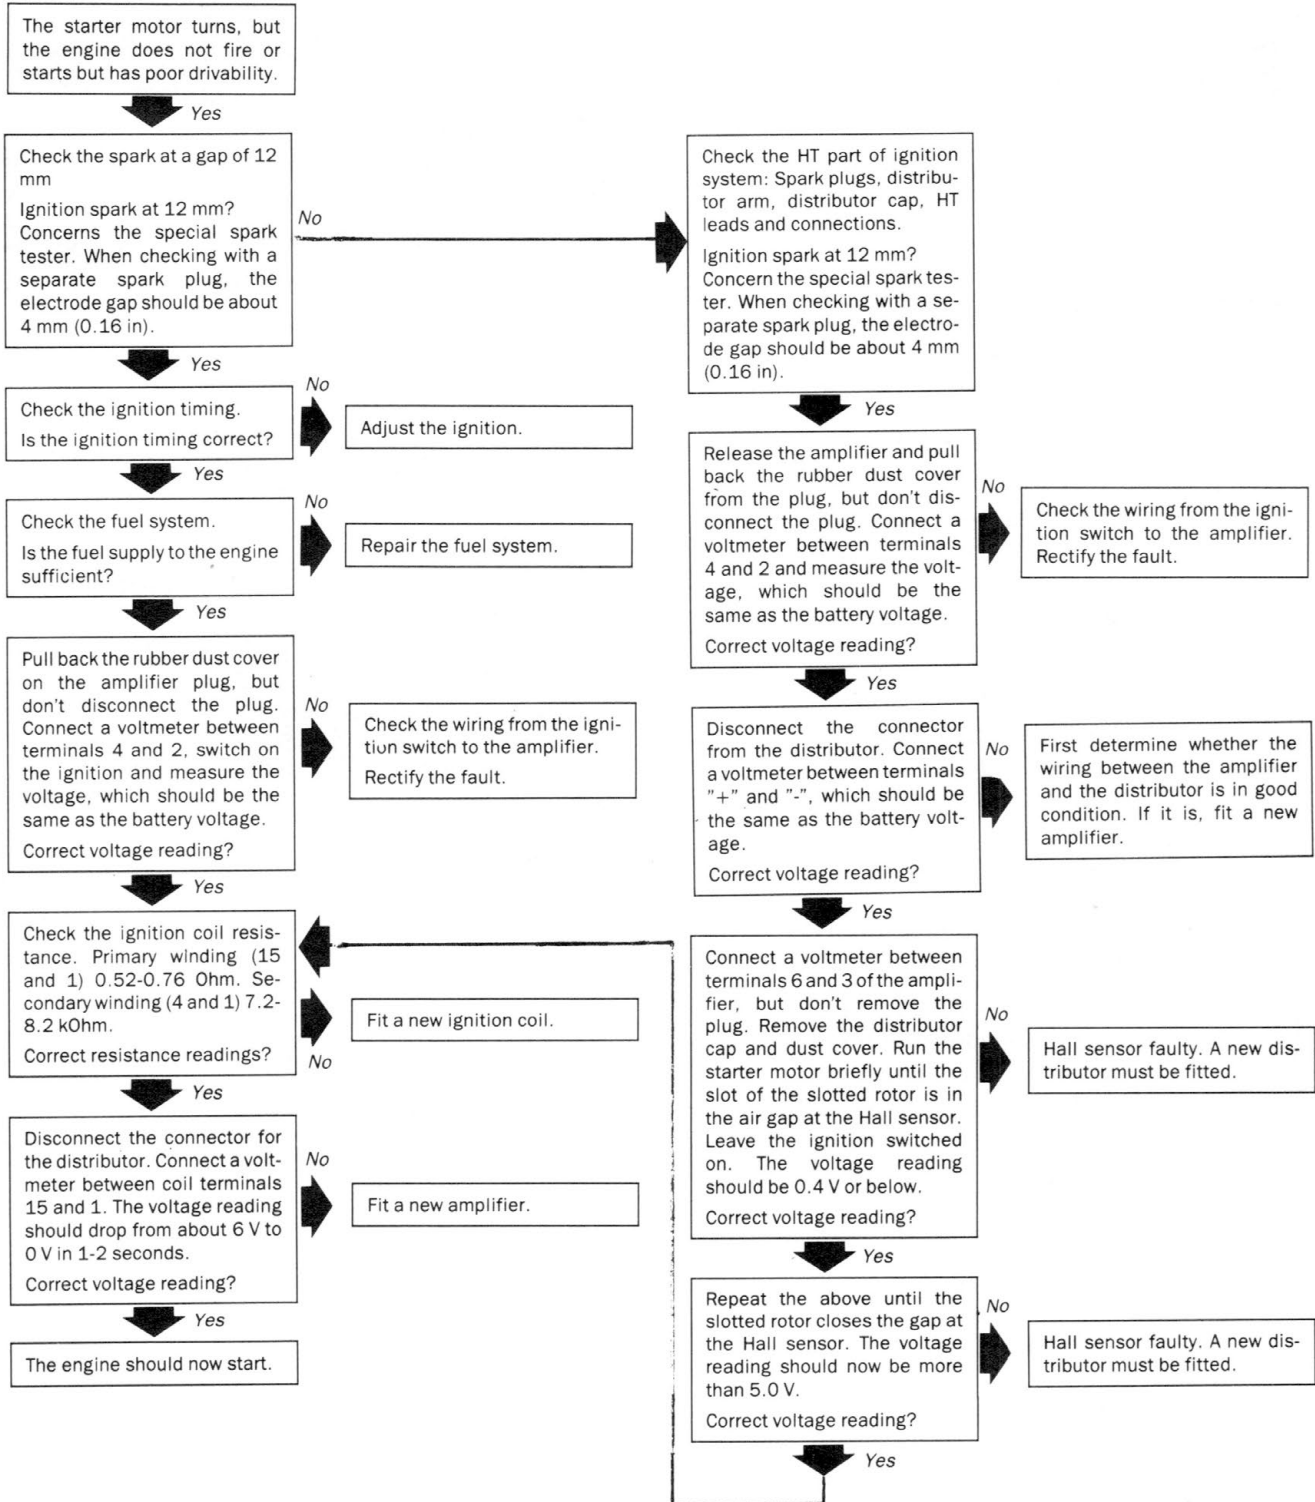 The starter motor turns, but
the engine does not fire or
starts but has poor drivability.
Yes
Check the spark at a gap of 12
mm
Ignition spark at 12 mm?
Concerns the special spark
tester. When checking with a
separate spark plug, the
electrode gap should be about
4 mm (0.16 in).
No
Yes
Check the ignition timing.
Is the ignition timing correct?
No
Adjust the ignition.
Yes
Check the fuel system.
Is the fuel supply to the engine
sufficient?
No
Repair the fuel system.
Yes
Pull back the rubber dust cover
on the amplifier plug, but
don't disconnect the plug.
Connect a voltmeter between
terminals 4 and 2, switch on
the ignition and measure the
voltage, which should be the
same as the battery voltage.
Correct voltage reading?
No
Check the wiring from the igni-
tion switch to the amplifier.
Rectify the fault.
Yes
Check the ignition coil resis-
tance. Primary winding (15
and 1) 0.52-0.76 Ohm. Se-
condary winding (4 and 1) 7.2-
8.2 kOhm.
Correct resistance readings?
Fit a new ignition coil.
No
Yes
Disconnect the connector for
the distributor. Connect a volt-
meter between coil terminals
15 and 1. The voltage reading
should drop from about 6 V to
0 V in 1-2 seconds.
Correct voltage reading?
No
Fit a new amplifier.
Yes
The engine should now start.
Check the HT part of ignition
system: Spark plugs, distribu-
tor arm, distributor cap, HT
leads and connections.
Ignition spark at 12 mm?
Concern the special spark tes-
ter. When checking with a se-
parate spark plug, the electro-
de gap should be about 4 mm
(0.16 in).
Yes
Release the amplifier and pull
back the rubber dust cover
from the plug, but don't dis-
connect the plug. Connect a
voltmeter between terminals
4 and 2 and measure the volt-
age, which should be the
same as the battery voltage.
Correct voltage reading?
No
Check the wiring from the igni-
tion switch to the amplifier.
Rectify the fault.
Yes
Disconnect the connector
from the distributor. Connect
a voltmeter between terminals
"+" and "-", which should be
the same as the battery volt-
age.
Correct voltage reading?
No
First determine whether the
wiring between the amplifier
and the distributor is in good
condition. If it is, fit a new
amplifier.
Yes
Connect a voltmeter between
terminals 6 and 3 of the ampli-
fier, but don't remove the
plug. Remove the distributor
cap and dust cover. Run the
starter motor briefly until the
slot of the slotted rotor is in
the air gap at the Hall sensor.
Leave the ignition switched
on. The voltage reading
should be 0.4 V or below.
Correct voltage reading?
No
Hall sensor faulty. A new dis-
tributor must be fitted.
Yes
Repeat the above until the
slotted rotor closes the gap at
the Hall sensor. The voltage
reading should now be more
than 5.0 V.
Correct voltage reading?
No
Hall sensor faulty. A new dis-
tributor must be fitted.
Yes